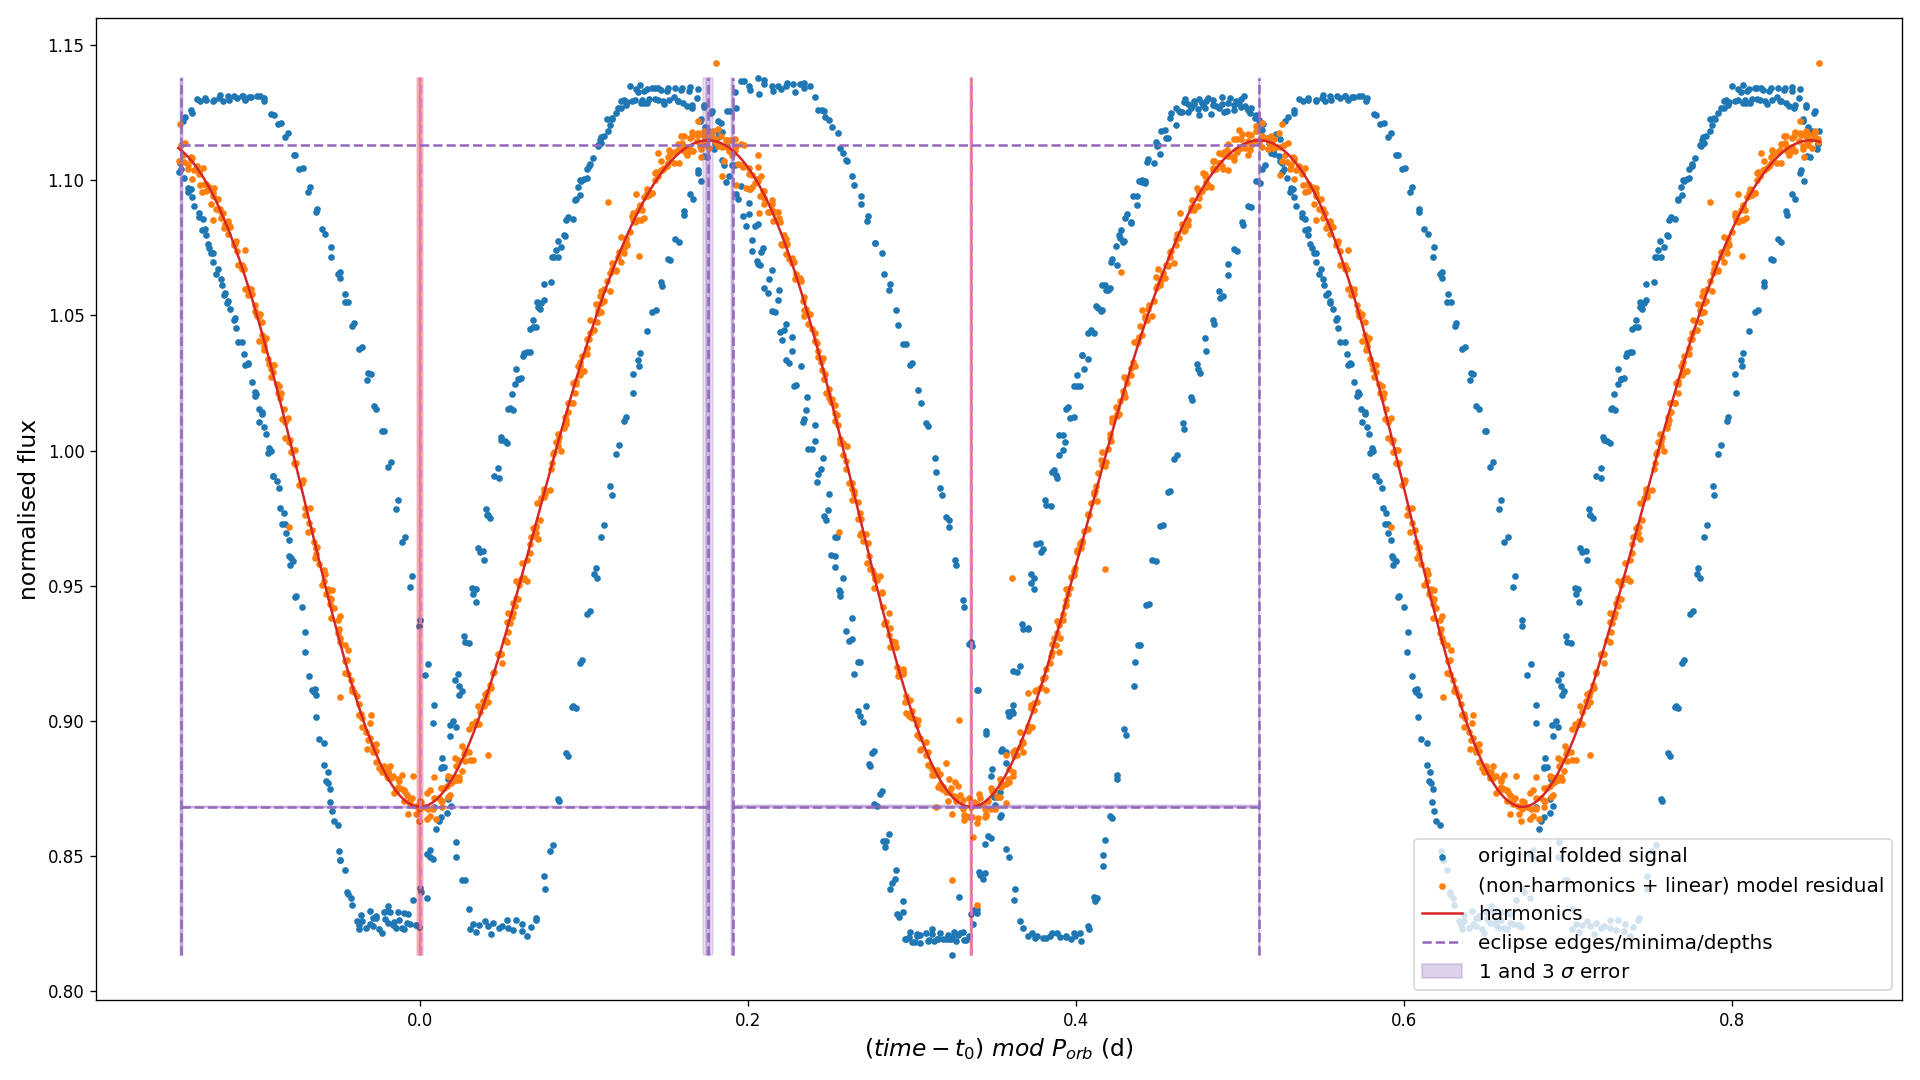 1.15
1.10
1.05
1.00
0.95
0.90
0.85
0.80
normalised flux
0.0 0.2 0.4 0.6 0.8
(time − t₀) mod Pₒᵣb (d)
original folded signal
(non-harmonics + linear) model residual
harmonics
eclipse edges/minima/depths
1 and 3 σ error